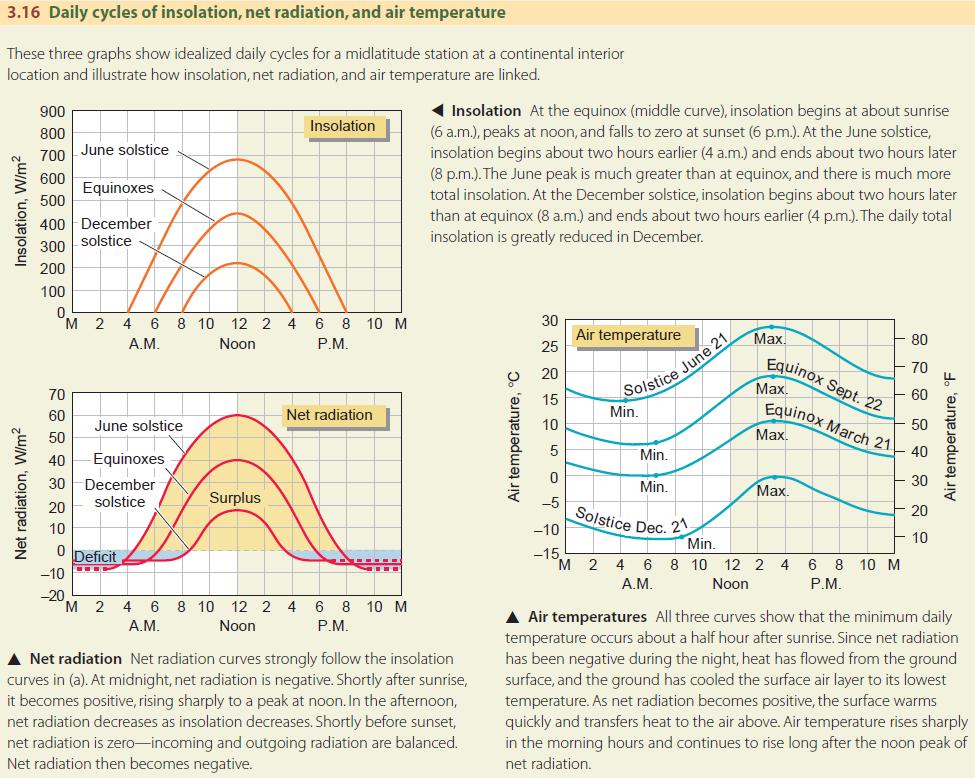 3.16 Daily cycles of insolation, net radiation, and air temperature
These three graphs show idealized daily cycles for a midlatitude station at a continental interior
location and illustrate how insolation, net radiation, and air temperature are linked.
Insolation, W/m²
900
800
700
600
500
400
300
200
100
0
Insolation
June solstice
Equinoxes
December
solstice
M 2 4 6 8 10 12 2 4 6 8 10 M
A.M. Noon P.M.
◄ Insolation At the equinox (middle curve), insolation begins at about sunrise
(6 a.m.), peaks at noon, and falls to zero at sunset (6 p.m.). At the June solstice,
insolation begins about two hours earlier (4 a.m.) and ends about two hours later
(8 p.m.). The June peak is much greater than at equinox, and there is much more
total insolation. At the December solstice, insolation begins about two hours later
than at equinox (8 a.m.) and ends about two hours earlier (4 p.m.). The daily total
insolation is greatly reduced in December.
Net radiation, W/m²
70
60
50
40
30
20
10
0
–10
–20
Net radiation
June solstice
Equinoxes
December
solstice
Surplus
Deficit
M 2 4 6 8 10 12 2 4 6 8 10 M
A.M. Noon P.M.
▲ Net radiation Net radiation curves strongly follow the insolation
curves in (a). At midnight, net radiation is negative. Shortly after sunrise,
it becomes positive, rising sharply to a peak at noon. In the afternoon,
net radiation decreases as insolation decreases. Shortly before sunset,
net radiation is zero—incoming and outgoing radiation are balanced.
Net radiation then becomes negative.
Air temperature, °C
30
25
20
15
10
5
0
–5
–10
–15
Air temperature
Solstice June 21
Max.
Min.
Equinox Sept. 22
Max.
Min.
Equinox March 21
Max.
Min.
Solstice Dec. 21
Max.
Min.
80
70
60
50
40
30
20
10
Air temperature, °F
M 2 4 6 8 10 12 2 4 6 8 10 M
A.M. Noon P.M.
▲ Air temperatures All three curves show that the minimum daily
temperature occurs about a half hour after sunrise. Since net radiation
has been negative during the night, heat has flowed from the ground
surface, and the ground has cooled the surface air layer to its lowest
temperature. As net radiation becomes positive, the surface warms
quickly and transfers heat to the air above. Air temperature rises sharply
in the morning hours and continues to rise long after the noon peak of
net radiation.